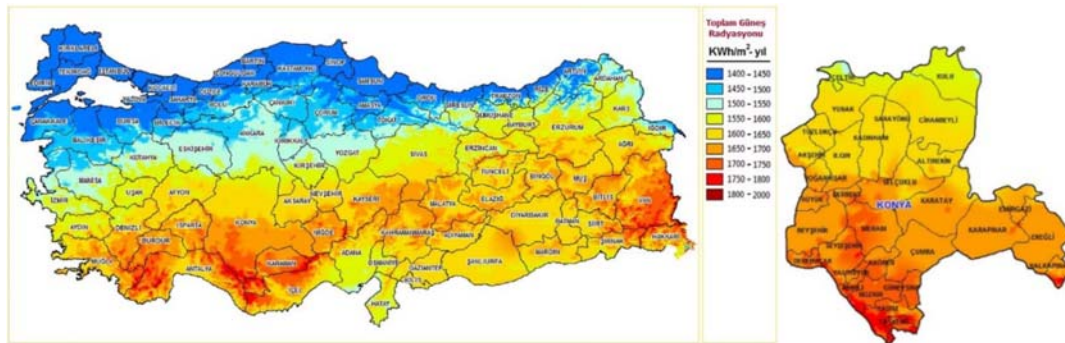 Toplam Güneş
Radyasyonu
KWh/m²-yıl
1400 - 1450
1450 - 1500
1500 - 1550
1550 - 1600
1600 - 1650
1650 - 1700
1700 - 1750
1750 - 1800
1800 - 2000
KIRKLARELİ
EDİRNE
TEKİRDAĞ
İSTANBUL
KOCAELİ
SAKARYA
DÜZCE
BOLU
BARTIN
ZONGULDAK
KARABÜK
KASTAMONU
SİNOP
SAMSUN
ORDU
TRABZON
RİZE
ARTVİN
ARDAHAN
KARS
IĞDIR
AĞRI
ERZURUM
BAYBURT
GÜMÜŞHANE
TOKAT
AMASYA
ÇORUM
ÇANKIRI
ANKARA
KIRIKKALE
YOZGAT
SİVAS
ERZİNCAN
TUNCELİ
BİNGÖL
MUŞ
BİTLİS
VAN
HAKKARİ
ŞIRNAK
SİİRT
BATMAN
MARDİN
DİYARBAKIR
ELAZIĞ
MALATYA
ADIYAMAN
ŞANLIURFA
GAZİANTEP
KİLİS
HATAY
OSMANİYE
KAHRAMANMARAŞ
ADANA
KAYSERİ
NEVŞEHİR
KIRŞEHİR
AKSARAY
NİĞDE
KONYA
KARAMAN
İÇEL
ANTALYA
ISPARTA
BURDUR
AFYON
UŞAK
DENİZLİ
MUĞLA
AYDIN
İZMİR
MANİSA
KÜTAHYA
ESKİŞEHİR
BİLECİK
BURSA
BALIKESİR
ÇANAKKALE
ÇELTİK
KULU
YUNAK
SARAYÖNÜ
CİHANBEYLİ
KADINHANI
AKŞEHİR
ILGIN
ALTINEKİN
SELÇUKLU
KONYA
KARATAY
MERAM
EMİRGAZİ
KARAPINAR
EREĞLİ
HALKAPINAR
ÇUMRA
BEYŞEHİR